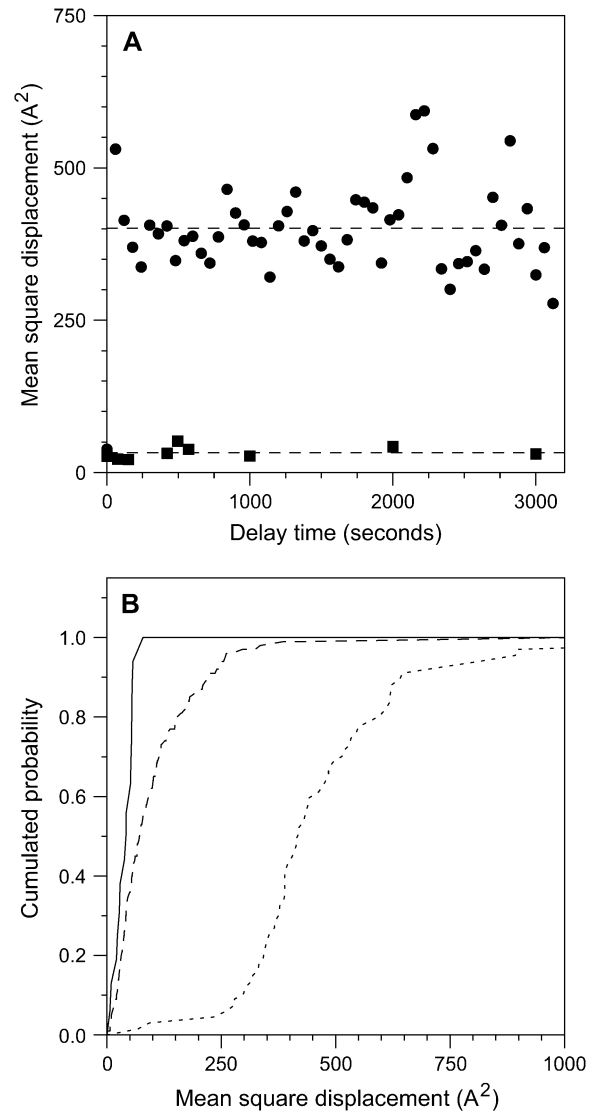 A
750
500
250
0
Mean square displacement (A²)
0 1000 2000 3000
Delay time (seconds)
B
1.0
0.8
0.6
0.4
0.2
0.0
Cumulated probability
0 250 500 750 1000
Mean square displacement (A²)